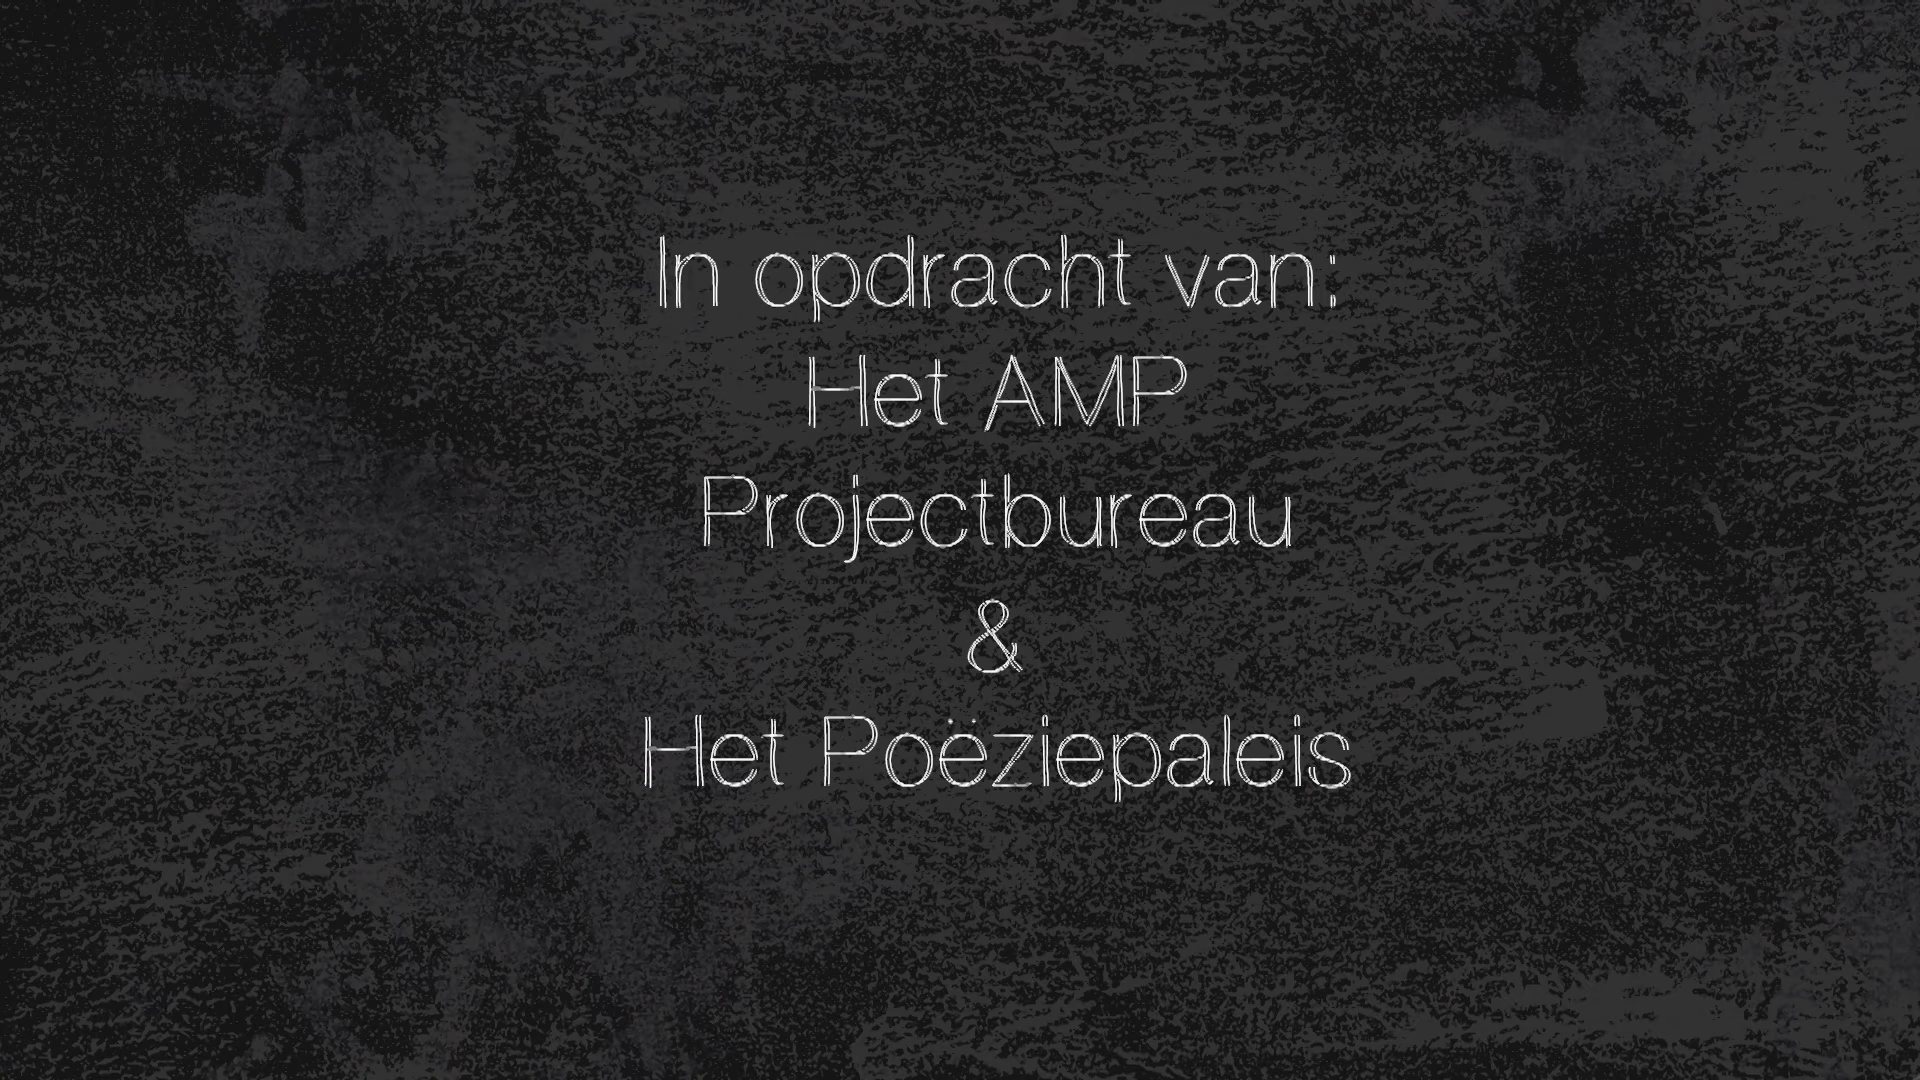 In opdracht van:
Het AMP
Projectbureau
&
Het Poëziepaleis